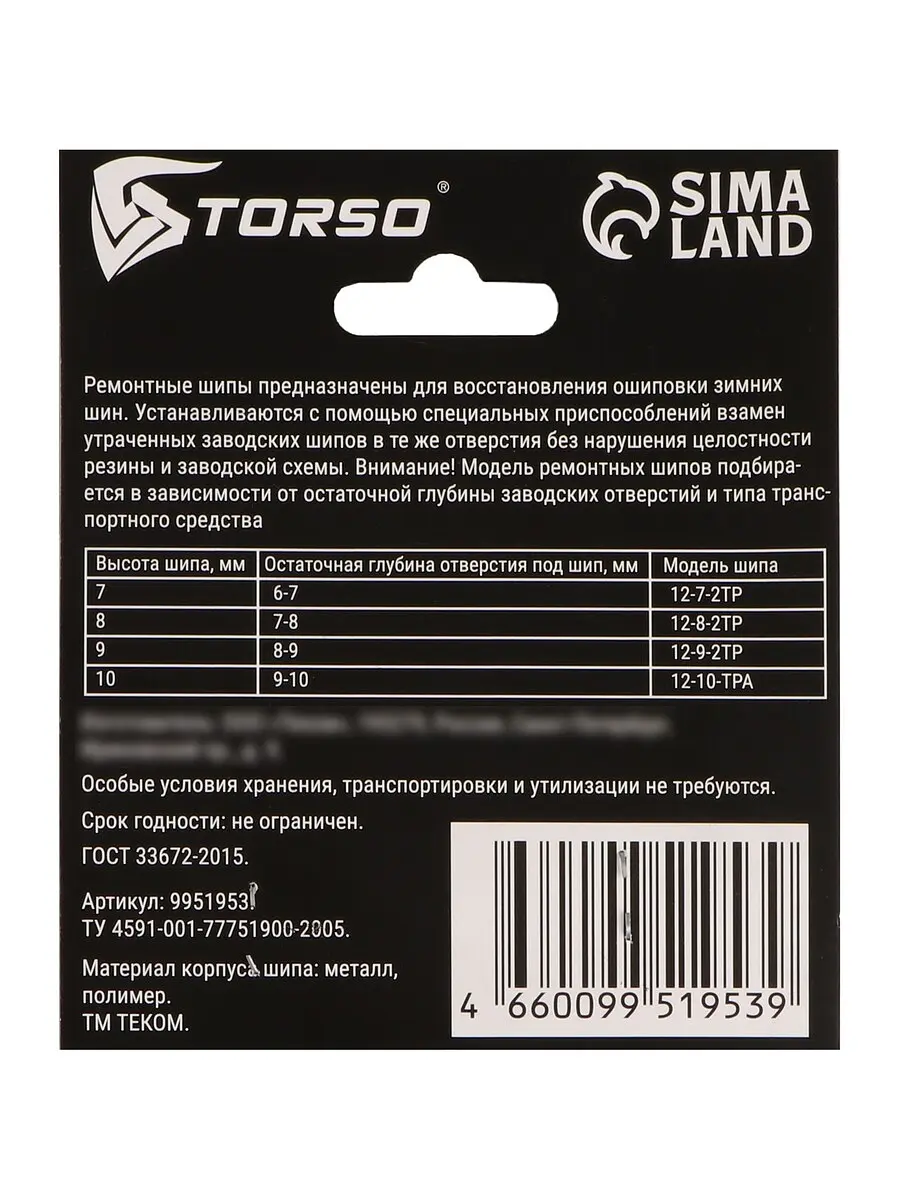 TORSO ®
SIMA
LAND
Ремонтные шипы предназначены для восстановления ошиповки зимних
шин. Устанавливаются с помощью специальных приспособлений взамен
утраченных заводских шипов в те же отверстия без нарушения целостности
резины и заводской схемы. Внимание! Модель ремонтных шипов подбира-
ется в зависимости от остаточной глубины заводских отверстий и типа транс-
портного средства
Высота шипа, мм Остаточная глубина отверстия под шип, мм Модель шипа
7 6-7 12-7-2ТР
8 7-8 12-8-2ТР
9 8-9 12-9-2ТР
10 9-10 12-10-ТРА
Особые условия хранения, транспортировки и утилизации не требуются.
Срок годности: не ограничен.
ГОСТ 33672-2015.
Артикул: 9951953.
ТУ 4591-001-77751900-2005.
Материал корпуса шипа: металл,
полимер.
ТМ ТЕКОМ.
4 660099 519539